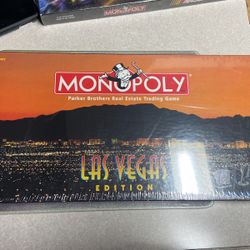 MONOPOLY
Parker Brothers Real Estate Trading Game
LAS VEGAS
EDITION